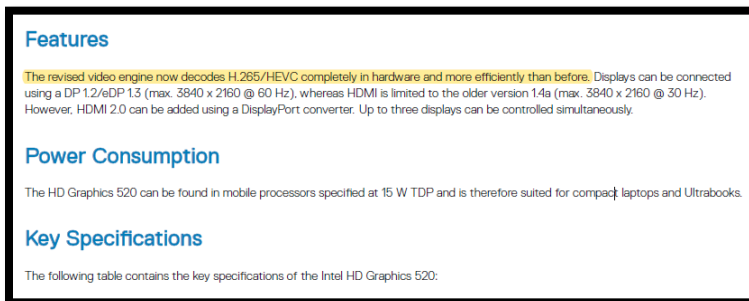 Features
The revised video engine now decodes H.265/HEVC completely in hardware and more efficiently than before. Displays can be connected
using a DP 1.2/eDP 1.3 (max. 3840 x 2160 @ 60 Hz), whereas HDMI is limited to the older version 1.4a (max. 3840 x 2160 @ 30 Hz).
However, HDMI 2.0 can be added using a DisplayPort converter. Up to three displays can be controlled simultaneously.
Power Consumption
The HD Graphics 520 can be found in mobile processors specified at 15 W TDP and is therefore suited for compact laptops and Ultrabooks.
Key Specifications
The following table contains the key specifications of the Intel HD Graphics 520: